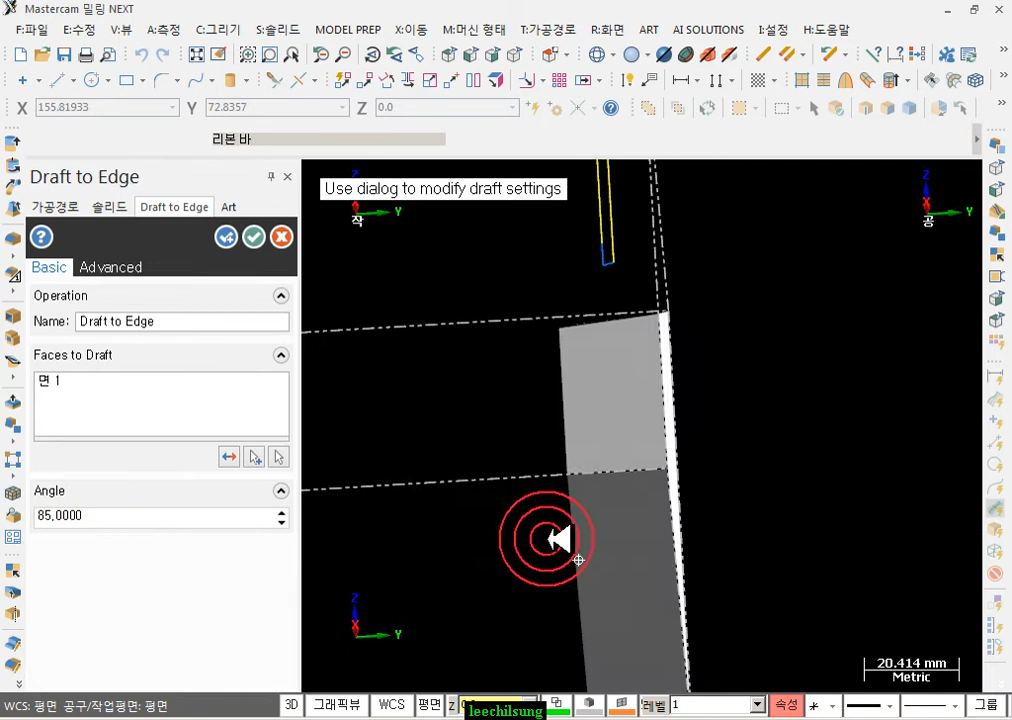 Mastercam 밀링 NEXT
F:파일 E:수정 V:뷰 A:측정 C:그리기 S:솔리드 MODEL PREP X:이동 M:머신 형태 T:가공경로 R:화면 ART AI SOLUTIONS I:설정 H:도움말
X 155.81933 Y 72.8357 Z 0.0
리본 바
Draft to Edge
가공경로 솔리드 Draft to Edge Art
Basic Advanced
Operation
Name: Draft to Edge
Faces to Draft
면 1
Angle
85.0000
Use dialog to modify draft settings
Z
Y
X
작
Z
Y
X
공
Z
Y
X
20.414 mm
Metric
WCS: 평면 공구/작업평면: 평면 3D 그래픽뷰 WCS 평면 Z 레벨 1 속성 그룹
leechilsung